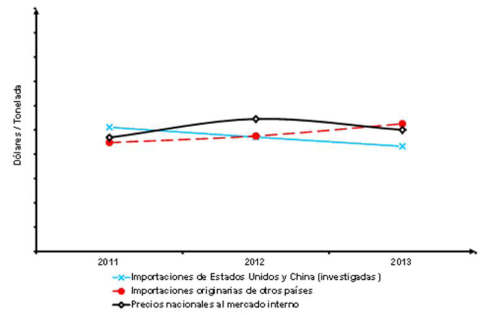 Dólares / Tonelada
2011 2012 2013
Importaciones de Estados Unidos y China (investigadas)
Importaciones originarias de otros países
Precios nacionales al mercado interno